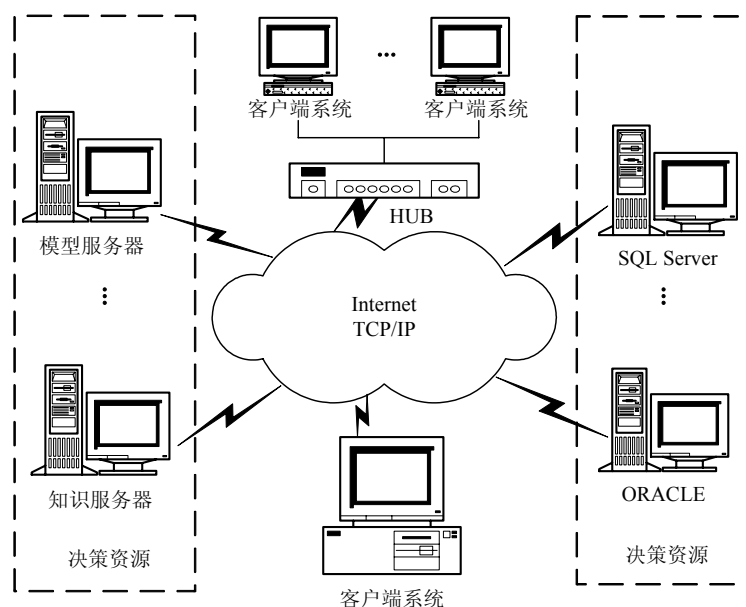 ...
客户端系统
客户端系统
HUB
模型服务器
SQL Server
Internet
TCP/IP
知识服务器
ORACLE
决策资源
决策资源
客户端系统